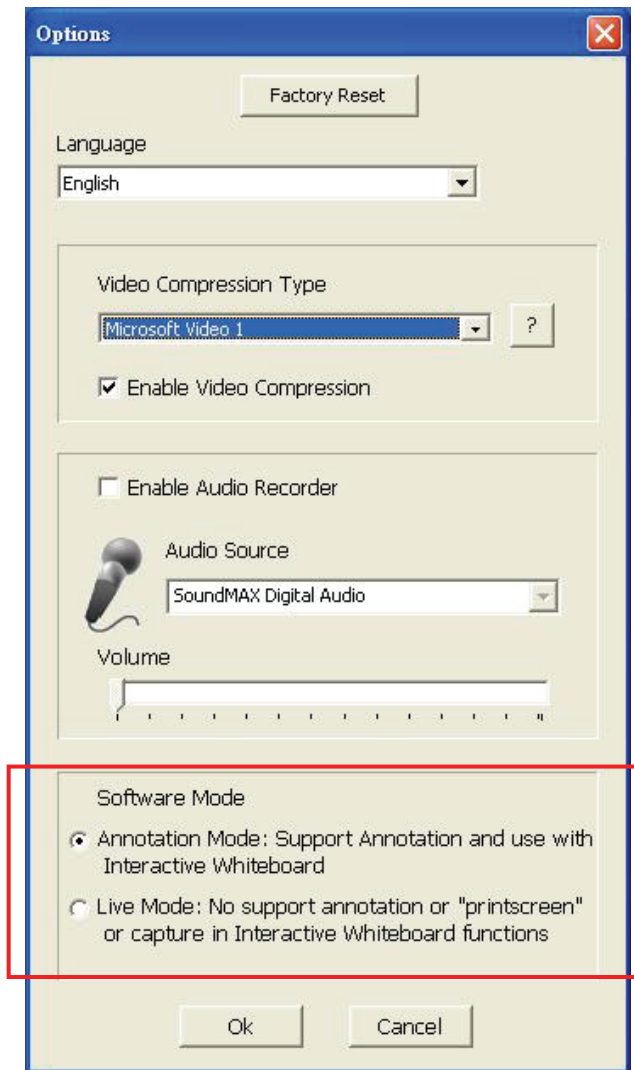 Options
Factory Reset
Language
English
Video Compression Type
Microsoft Video 1
?
Enable Video Compression
Enable Audio Recorder
Audio Source
SoundMAX Digital Audio
Volume
Software Mode
Annotation Mode: Support Annotation and use with
Interactive Whiteboard
Live Mode: No support annotation or "printscreen"
or capture in Interactive Whiteboard functions
Ok
Cancel